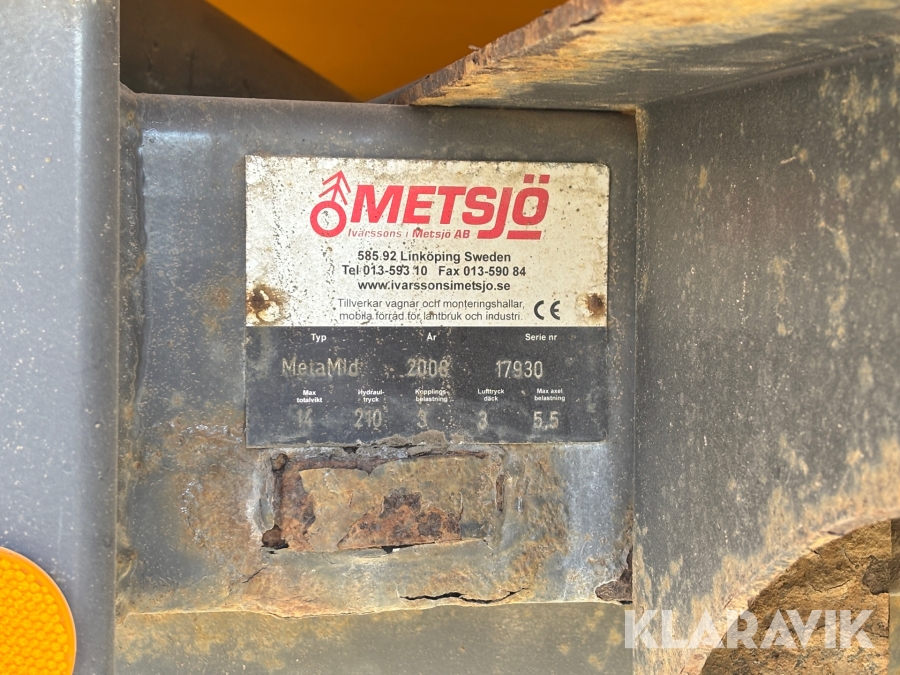 METSJÖ
Ivarssons i Metsjö AB
585 92 Linköping Sweden
Tel 013-593 10 Fax 013-590 84
www.ivarssonsimetsjo.se
Tillverkar vagnar och monteringshallar,
mobila förråd för lantbruk och industri.
CE
Typ År Serie nr
MetaMid 2008 17930
Max totalvikt Hydraul-tryck Kopplings-belastning Lufttryck däck Max axel belastning
14 210 3 3 5,5
KLARAVIK